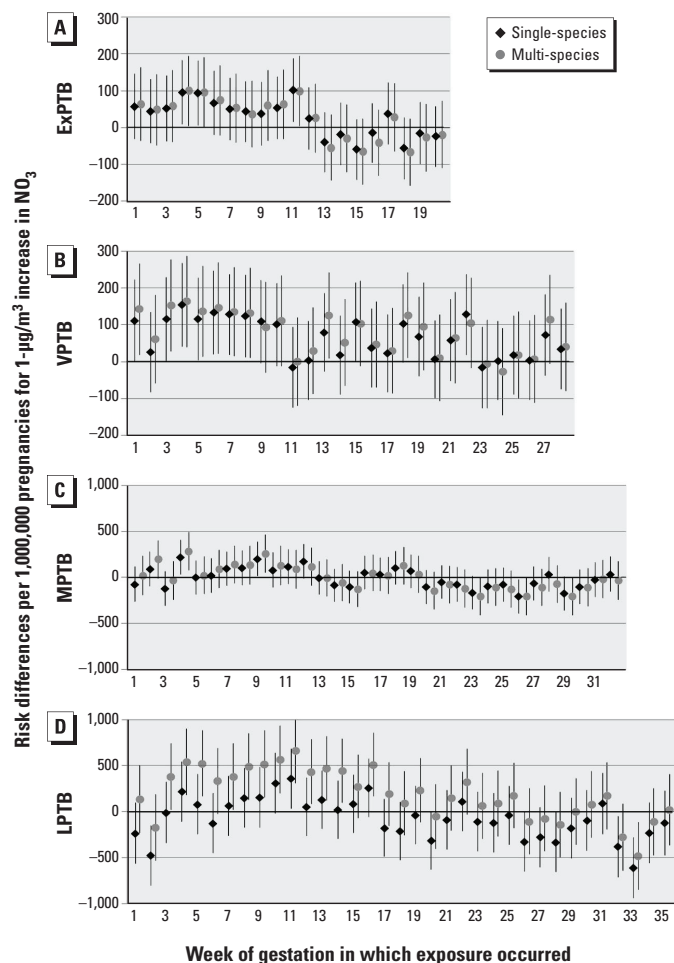 Risk differences per 1,000,000 pregnancies for 1-μg/m³ increase in NO₃
Single-species
Multi-species
A
ExPTB
300
200
100
0
−100
−200
1 3 5 7 9 11 13 15 17 19
B
VPTB
300
200
100
0
−100
−200
1 3 5 7 9 11 13 15 17 19 21 23 25 27
C
MPTB
1,000
500
0
−500
−1,000
1 3 5 7 9 11 13 15 17 19 21 23 25 27 29 31
D
LPTB
1,000
500
0
−500
−1,000
1 3 5 7 9 11 13 15 17 19 21 23 25 27 29 31 33 35
Week of gestation in which exposure occurred